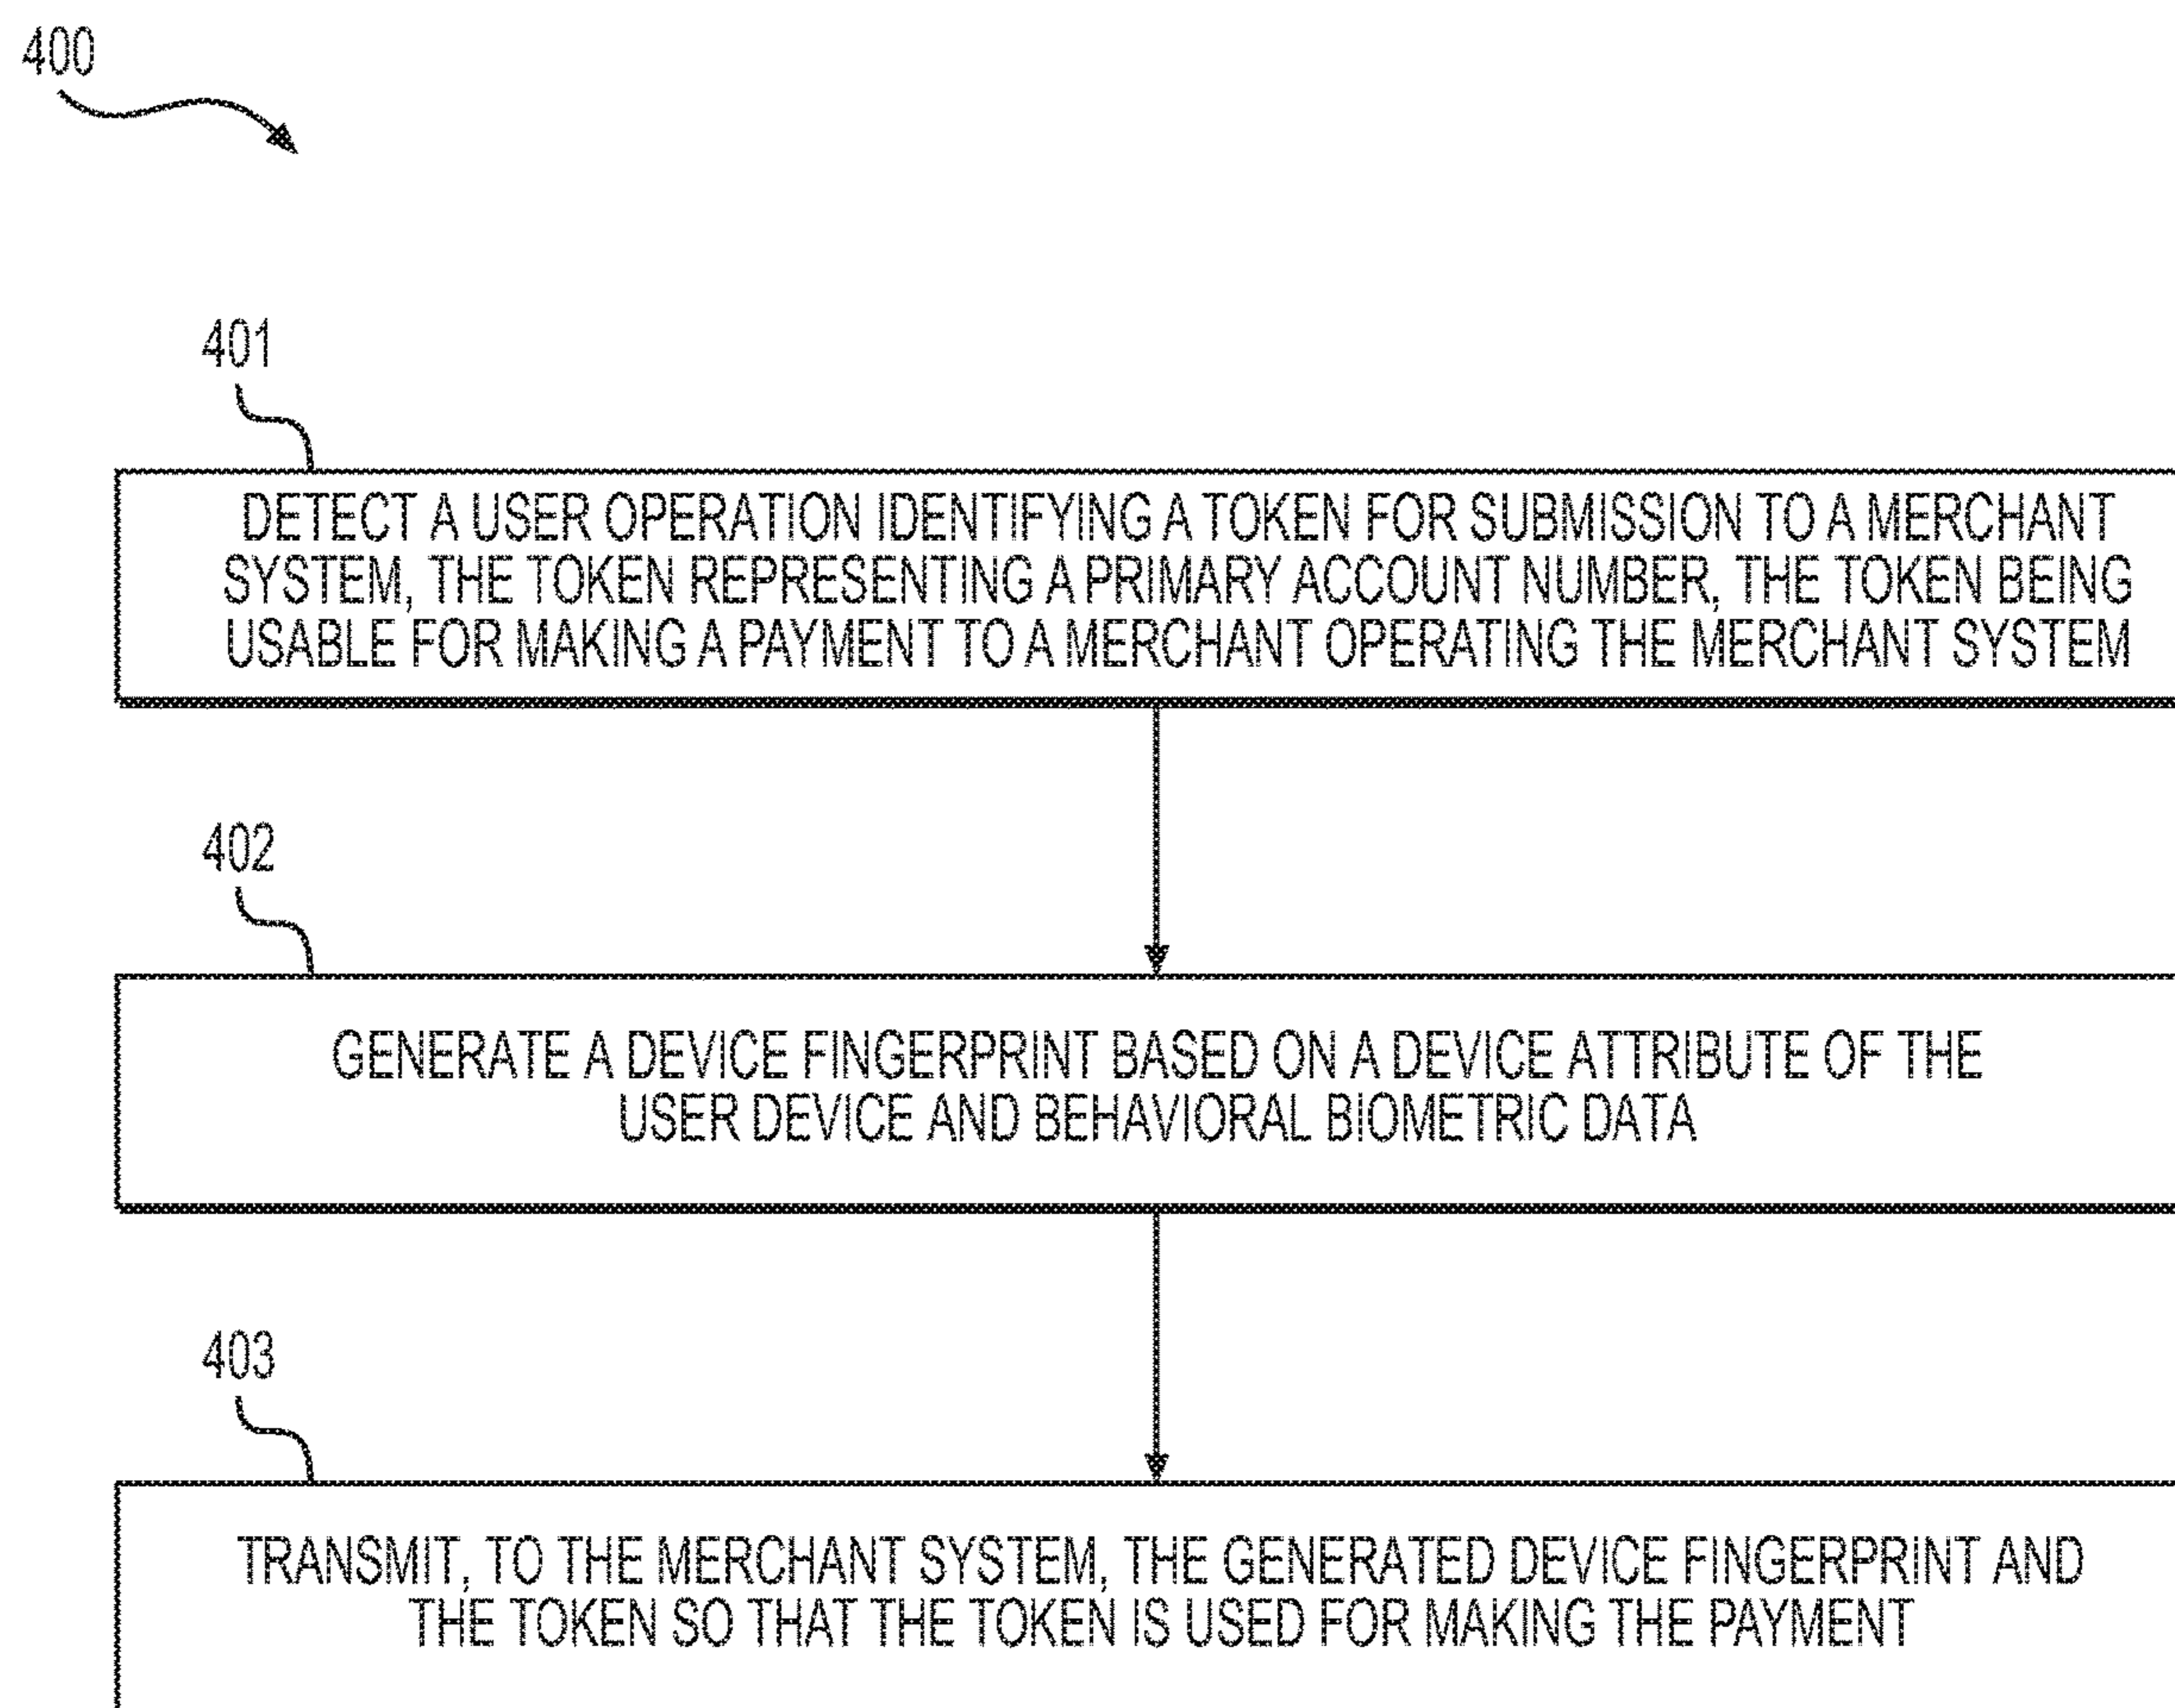 400
401
DETECT A USER OPERATION IDENTIFYING A TOKEN FOR SUBMISSION TO A MERCHANT
SYSTEM, THE TOKEN REPRESENTING A PRIMARY ACCOUNT NUMBER, THE TOKEN BEING
USABLE FOR MAKING A PAYMENT TO A MERCHANT OPERATING THE MERCHANT SYSTEM
402
GENERATE A DEVICE FINGERPRINT BASED ON A DEVICE ATTRIBUTE OF THE
USER DEVICE AND BEHAVIORAL BIOMETRIC DATA
403
TRANSMIT, TO THE MERCHANT SYSTEM, THE GENERATED DEVICE FINGERPRINT AND
THE TOKEN SO THAT THE TOKEN IS USED FOR MAKING THE PAYMENT